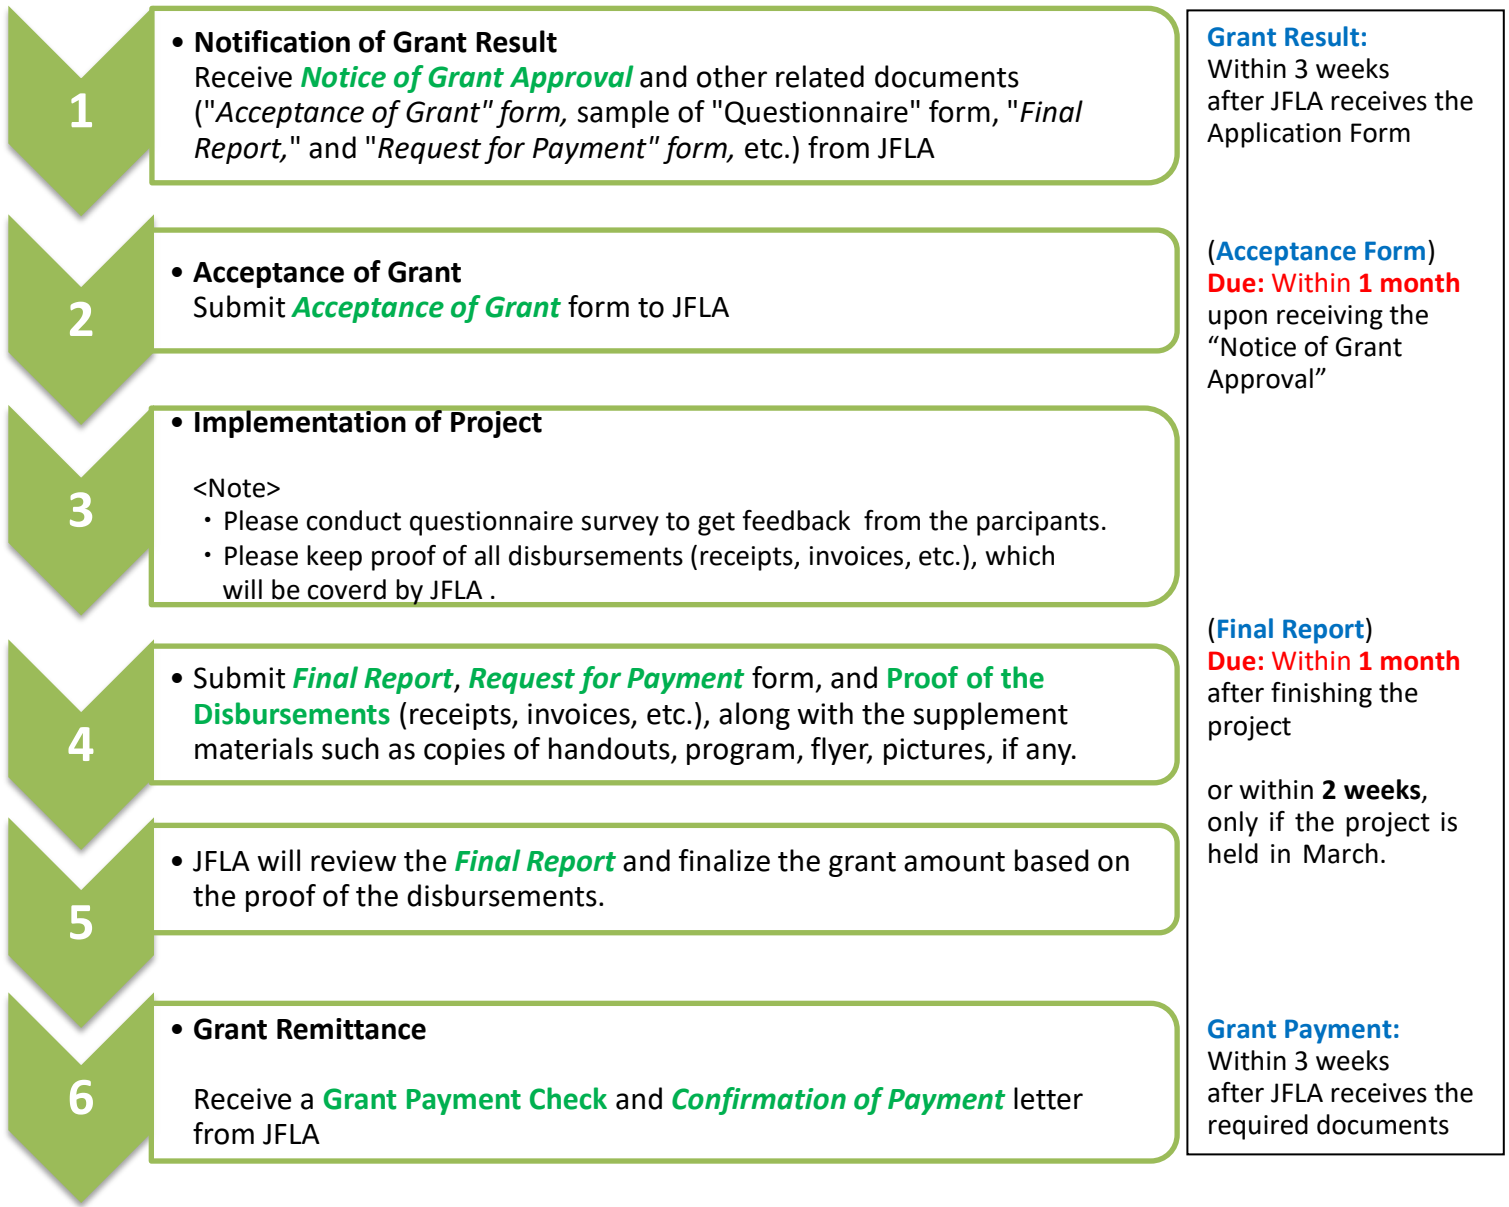 1
• Notification of Grant Result
Receive Notice of Grant Approval and other related documents
("Acceptance of Grant" form, sample of "Questionnaire" form, "Final
Report," and "Request for Payment" form, etc.) from JFLA
2
• Acceptance of Grant
Submit Acceptance of Grant form to JFLA
3
• Implementation of Project
<Note>
・Please conduct questionnaire survey to get feedback from the parcipants.
・Please keep proof of all disbursements (receipts, invoices, etc.), which
will be coverd by JFLA .
4
• Submit Final Report, Request for Payment form, and Proof of the
Disbursements (receipts, invoices, etc.), along with the supplement
materials such as copies of handouts, program, flyer, pictures, if any.
5
• JFLA will review the Final Report and finalize the grant amount based on
the proof of the disbursements.
6
• Grant Remittance
Receive a Grant Payment Check and Confirmation of Payment letter
from JFLA
Grant Result:
Within 3 weeks
after JFLA receives the
Application Form
(Acceptance Form)
Due: Within 1 month
upon receiving the
“Notice of Grant
Approval”
(Final Report)
Due: Within 1 month
after finishing the
project
or within 2 weeks,
only if the project is
held in March.
Grant Payment:
Within 3 weeks
after JFLA receives the
required documents